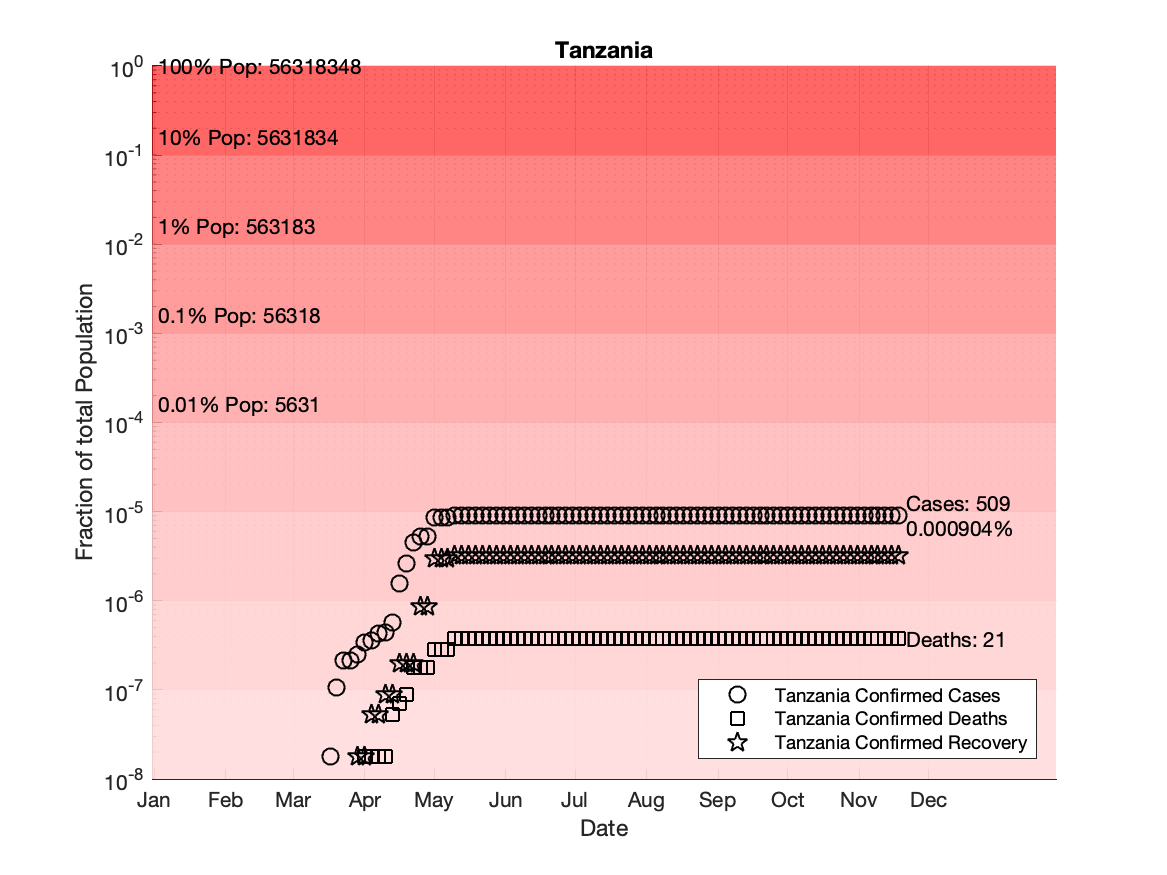 Tanzania
10^0
100% Pop: 56318348
10% Pop: 5631834
10^-1
1% Pop: 563183
10^-2
0.1% Pop: 56318
10^-3
0.01% Pop: 5631
10^-4
Cases: 509
10^-5
0.000904%
10^-6
Deaths: 21
10^-7
10^-8
Fraction of total Population
Tanzania Confirmed Cases
Tanzania Confirmed Deaths
Tanzania Confirmed Recovery
Jan Feb Mar Apr May Jun Jul Aug Sep Oct Nov Dec
Date